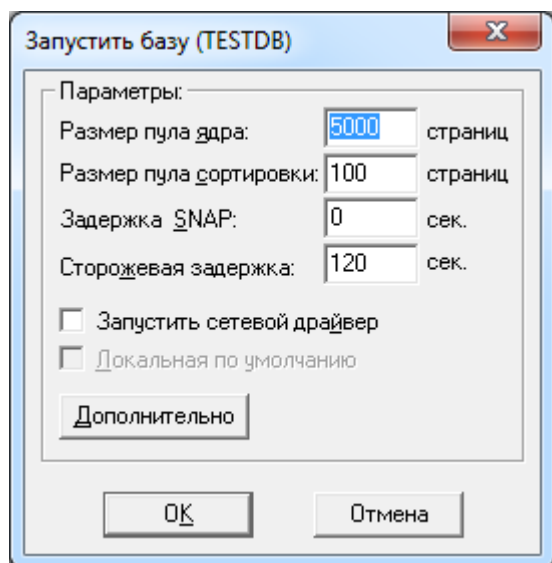 Запустить базу (TESTDB)
Параметры:
Размер пула ядра: 5000 страниц
Размер пула сортировки: 100 страниц
Задержка SNAP: 0 сек.
Сторожевая задержка: 120 сек.
Запустить сетевой драйвер
Локальная по умолчанию
Дополнительно
OK Отмена